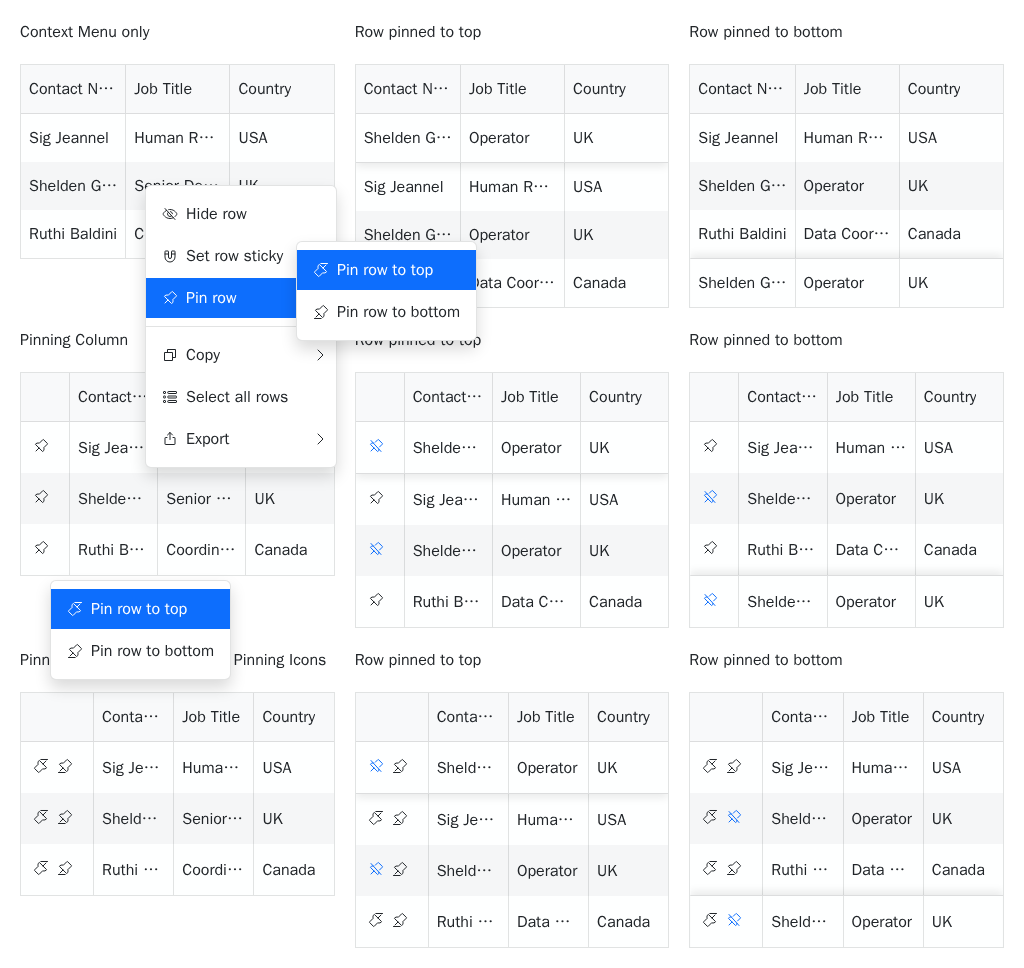 Context Menu only
Row pinned to top
Row pinned to bottom
Contact N··· Job Title Country
Sig Jeannel Human R··· USA
Shelden G··· Senior De··· UK
Ruthi Baldini C
Hide row
Set row sticky
Pin row
Copy
Select all rows
Export
Pin row to top
Pin row to bottom
Contact N··· Job Title Country
Shelden G··· Operator UK
Sig Jeannel Human R··· USA
Shelden G··· Operator UK
Data Coor··· Canada
Contact N··· Job Title Country
Sig Jeannel Human R··· USA
Shelden G··· Operator UK
Ruthi Baldini Data Coor··· Canada
Shelden G··· Operator UK
Pinning Column
Row pinned to top
Row pinned to bottom
Contact···
Sig Jea···
Shelde··· Senior ··· UK
Ruthi B··· Coordin··· Canada
Pin row to top
Pin row to bottom
Contact··· Job Title Country
Shelde··· Operator UK
Sig Jea··· Human ··· USA
Shelde··· Operator UK
Ruthi B··· Data C··· Canada
Contact··· Job Title Country
Sig Jea··· Human ··· USA
Shelde··· Operator UK
Ruthi B··· Data C··· Canada
Shelde··· Operator UK
Pinn Pinning Icons
Row pinned to top
Row pinned to bottom
Conta··· Job Title Country
Sig Je··· Huma··· USA
Sheld··· Senior··· UK
Ruthi ··· Coordi··· Canada
Conta··· Job Title Country
Sheld··· Operator UK
Sig Je··· Huma··· USA
Sheld··· Operator UK
Ruthi ··· Data ··· Canada
Conta··· Job Title Country
Sig Je··· Huma··· USA
Sheld··· Operator UK
Ruthi ··· Data ··· Canada
Sheld··· Operator UK